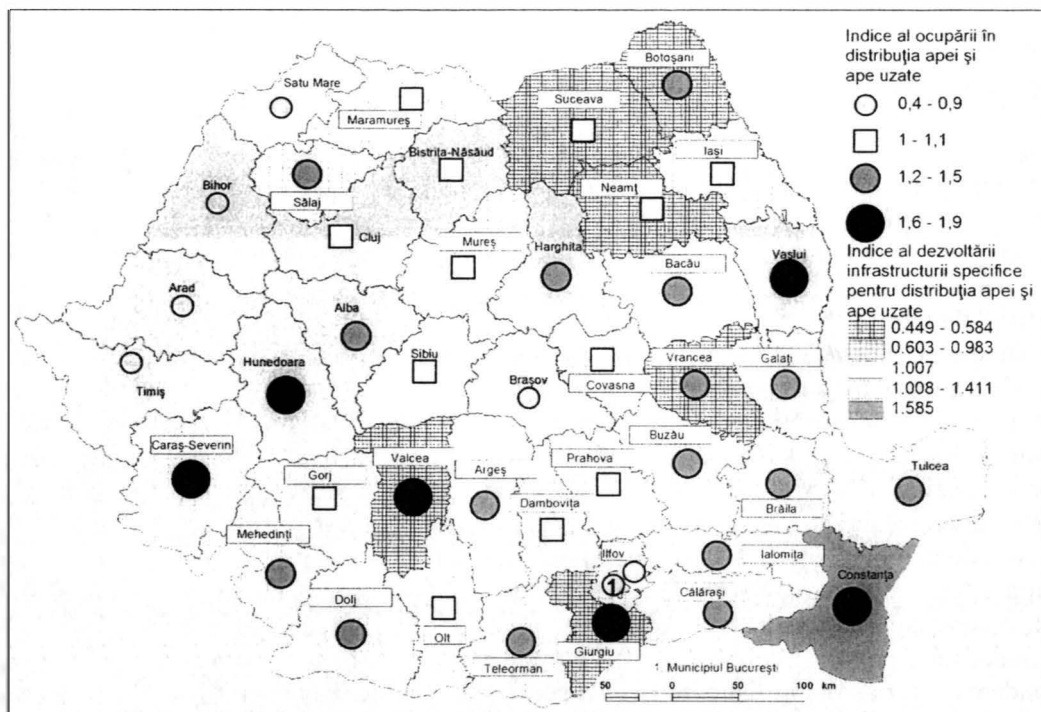 Indice al ocupării în
distribuția apei și
ape uzate
0,4 - 0,9
1 - 1,1
1,2 - 1,5
1,6 - 1,9
Indice al dezvoltării
infrastructurii specifice
pentru distribuția apei și
ape uzate
0.449 - 0.584
0.603 - 0.983
1.007
1.008 - 1.411
1.585
Botoșani
Satu Mare
Suceava
Maramureș
Iași
Bistrița-Năsăud
Neamț
Bihor
Sălaj
Cluj
Mureș
Harghita
Vaslui
Bacău
Arad
Alba
Sibiu
Hunedoara
Vrancea
Galați
Brașov
Covasna
Timiș
Caraș-Severin
Valcea
Buzău
Gorj
Argeș
Prahova
Tulcea
Dambovița
Brăila
Mehedinți
Ilfov
Ialomița
1
Constanța
Dolj
Călărași
Olt
Giurgiu
Teleorman
1. Municipiul București
50 0 50 100 km